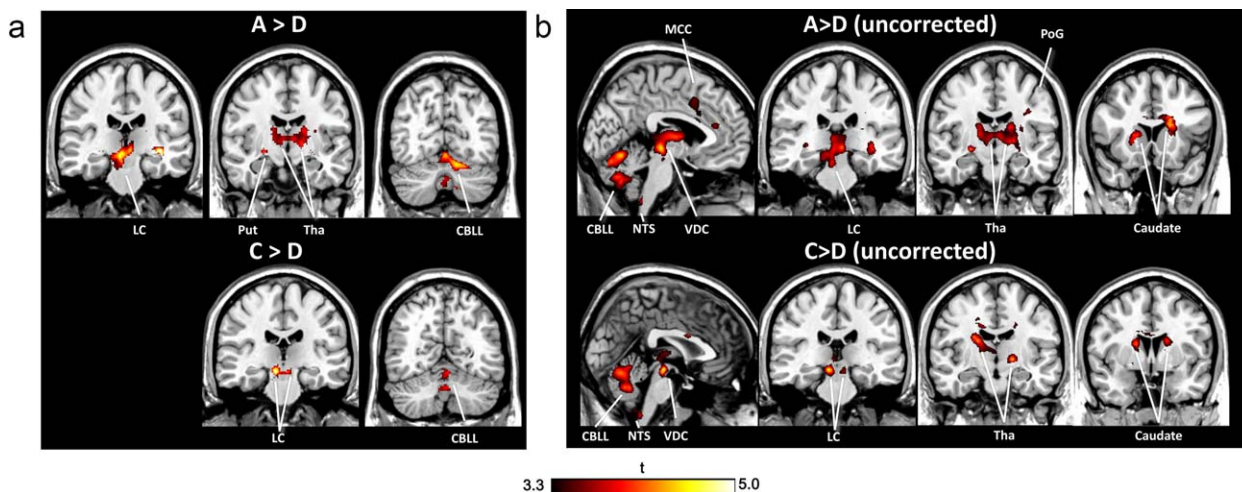 a
A > D
LC
Put
Tha
CBLL
C > D
LC
CBLL
b
A>D (uncorrected)
MCC
PoG
CBLL
NTS
VDC
LC
Tha
Caudate
C>D (uncorrected)
CBLL
NTS
VDC
LC
Tha
Caudate
t
3.3
5.0